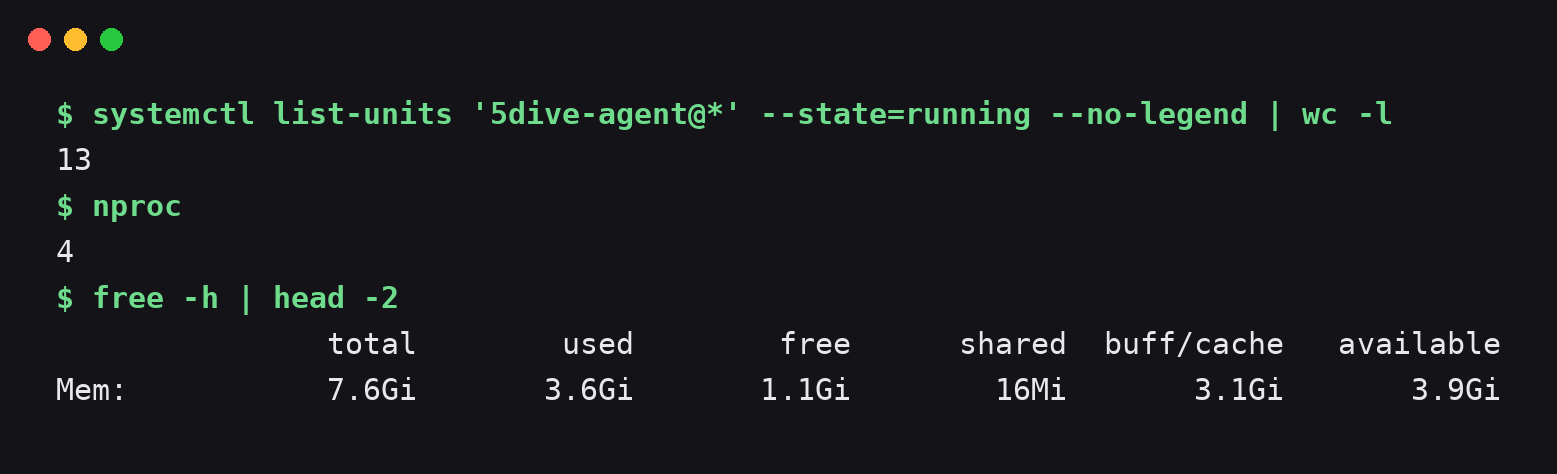 $ systemctl list-units '5dive-agent@*' --state=running --no-legend | wc -l
13
$ nproc
4
$ free -h | head -2
               total        used        free      shared  buff/cache   available
Mem:           7.6Gi       3.6Gi       1.1Gi        16Mi       3.1Gi       3.9Gi